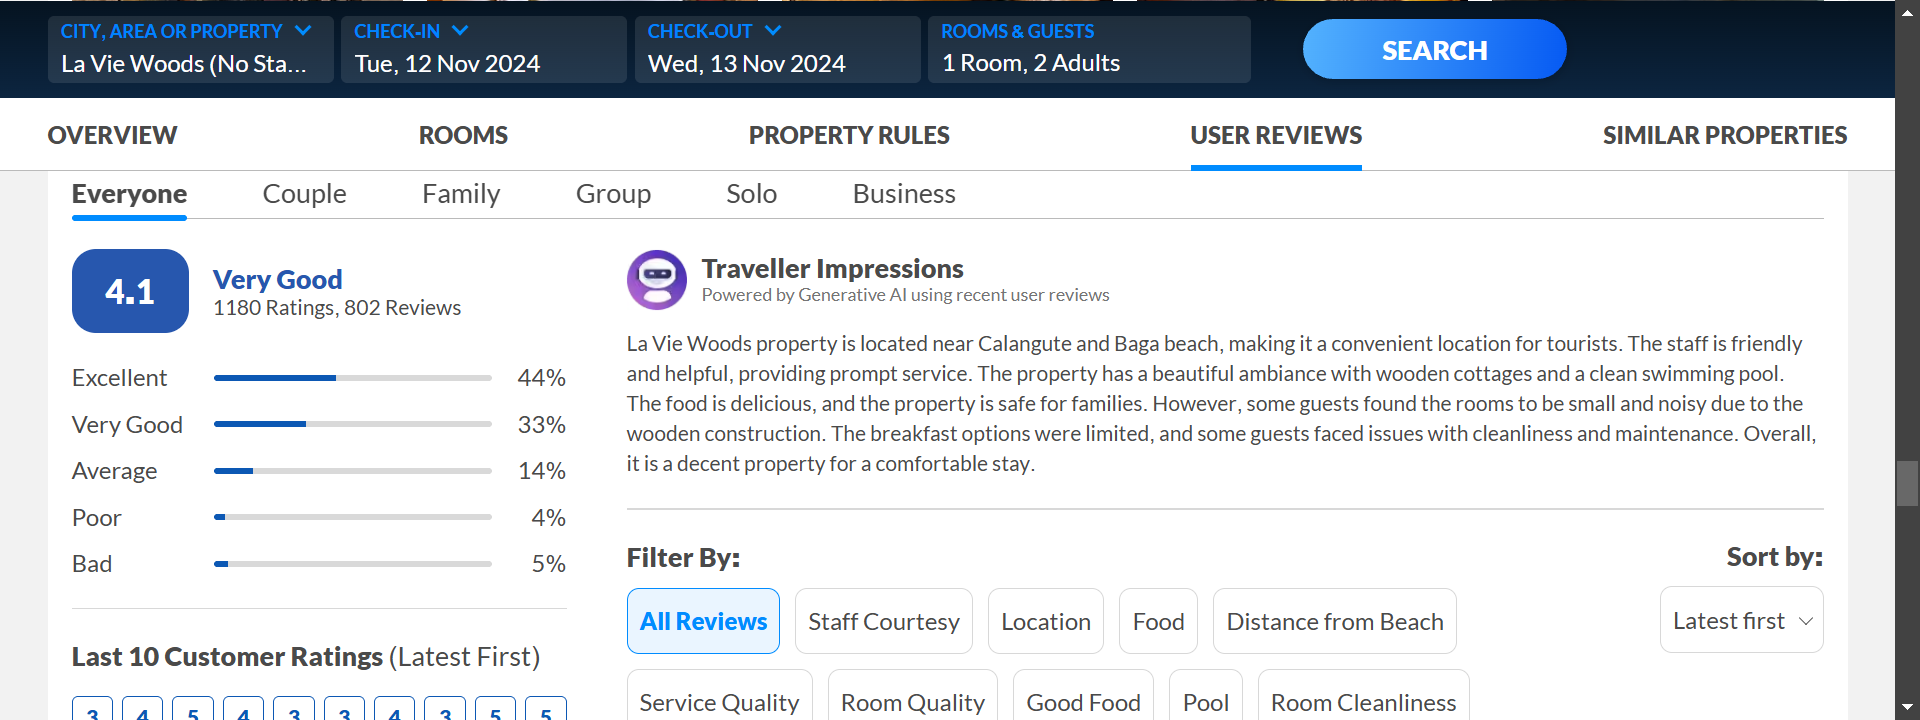 CITY, AREA OR PROPERTY
La Vie Woods (No Sta...
CHECK-IN
Tue, 12 Nov 2024
CHECK-OUT
Wed, 13 Nov 2024
ROOMS & GUESTS
1 Room, 2 Adults
SEARCH
OVERVIEW
ROOMS
PROPERTY RULES
USER REVIEWS
SIMILAR PROPERTIES
Everyone
Couple
Family
Group
Solo
Business
4.1
Very Good
1180 Ratings, 802 Reviews
Excellent 44%
Very Good 33%
Average 14%
Poor 4%
Bad 5%
Last 10 Customer Ratings (Latest First)
3 4 5 4 3 3 4 3 5 5
Traveller Impressions
Powered by Generative AI using recent user reviews
La Vie Woods property is located near Calangute and Baga beach, making it a convenient location for tourists. The staff is friendly
and helpful, providing prompt service. The property has a beautiful ambiance with wooden cottages and a clean swimming pool.
The food is delicious, and the property is safe for families. However, some guests found the rooms to be small and noisy due to the
wooden construction. The breakfast options were limited, and some guests faced issues with cleanliness and maintenance. Overall,
it is a decent property for a comfortable stay.
Filter By:
Sort by:
All Reviews
Staff Courtesy
Location
Food
Distance from Beach
Latest first
Service Quality
Room Quality
Good Food
Pool
Room Cleanliness